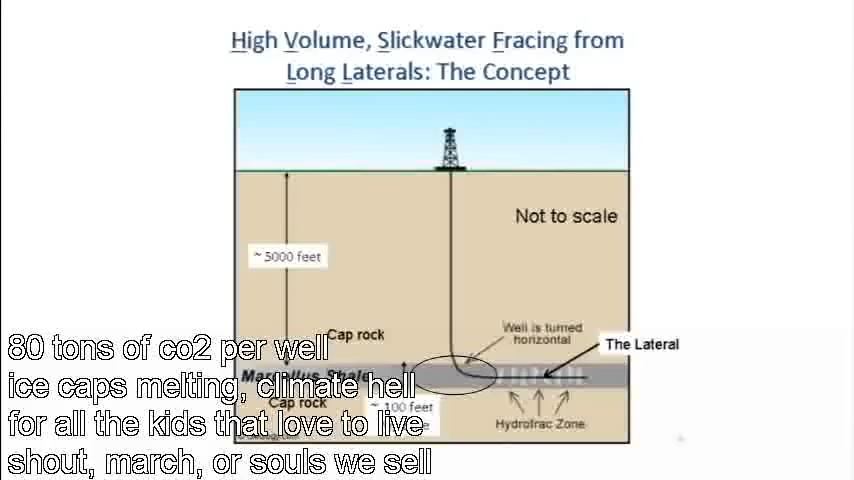 High Volume, Slickwater Fracing from
Long Laterals: The Concept
Not to scale
~ 5000 feet
Cap rock
Well is turned
horizontal
The Lateral
Marcellus Shale
Cap rock
~ 100 feet
Hydrofrac Zone
80 tons of co2 per well
ice caps melting, climate hell
for all the kids that love to live
shout, march, or souls we sell